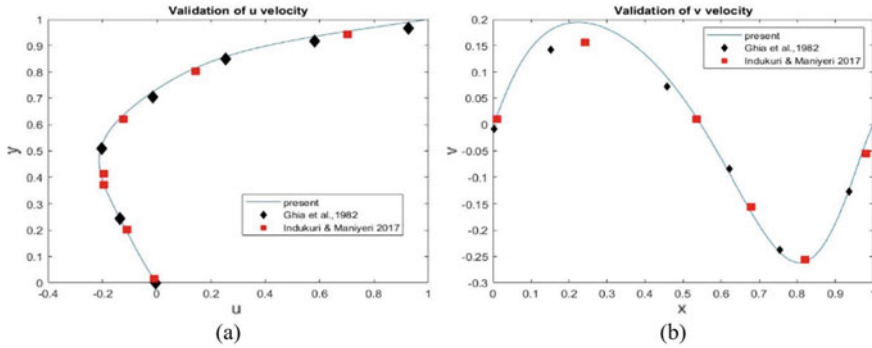 Validation of u velocity
1
0.9
0.8
0.7
0.6
0.5
0.4
0.3
0.2
0.1
0
y
present
Ghia et al.,1982
Indukuri & Maniyeri 2017
-0.4 -0.2 0 0.2 0.4 0.6 0.8 1
u
(a)
Validation of v velocity
0.2
0.15
0.1
0.05
0
-0.05
-0.1
-0.15
-0.2
-0.25
-0.3
v
present
Ghia et al.,1982
Indukuri & Maniyeri 2017
0 0.1 0.2 0.3 0.4 0.5 0.6 0.7 0.8 0.9 1
x
(b)